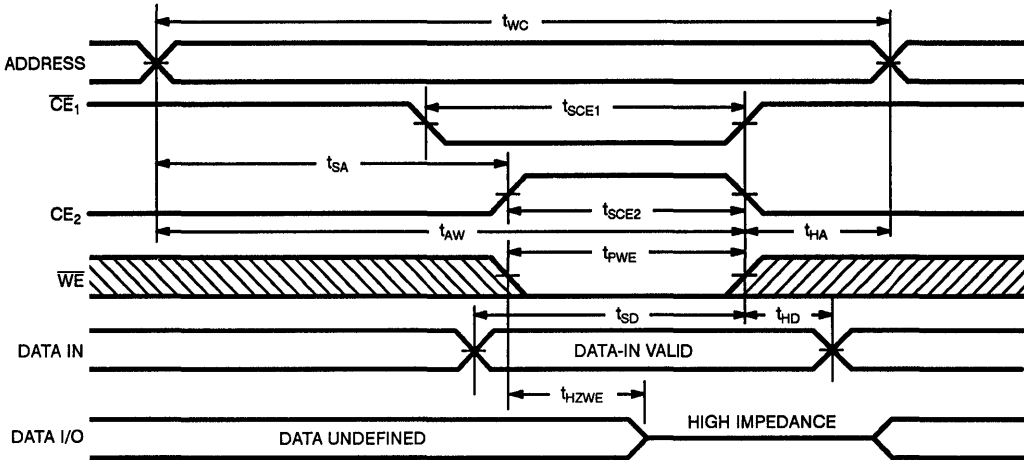 tWC
ADDRESS
CE1
tSCE1
tSA
CE2
tSCE2
tAW
tHA
tPWE
WE
tSD
tHD
DATA IN
DATA-IN VALID
tHZWE
DATA I/O
DATA UNDEFINED
HIGH IMPEDANCE